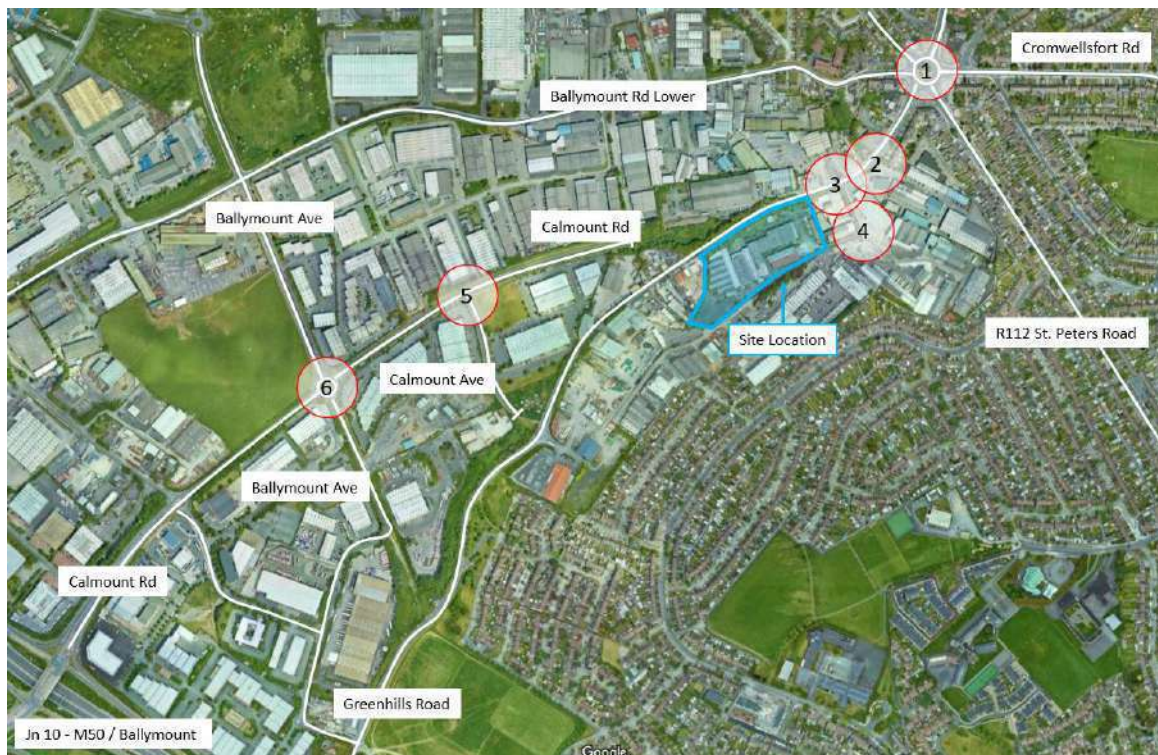 Cromwellsfort Rd
1
Ballymount Rd Lower
2
3
Ballymount Ave
Calmount Rd
4
5
Site Location
R112 St. Peters Road
Calmount Ave
6
Ballymount Ave
Calmount Rd
Greenhills Road
Jn 10 - M50 / Ballymount
Google